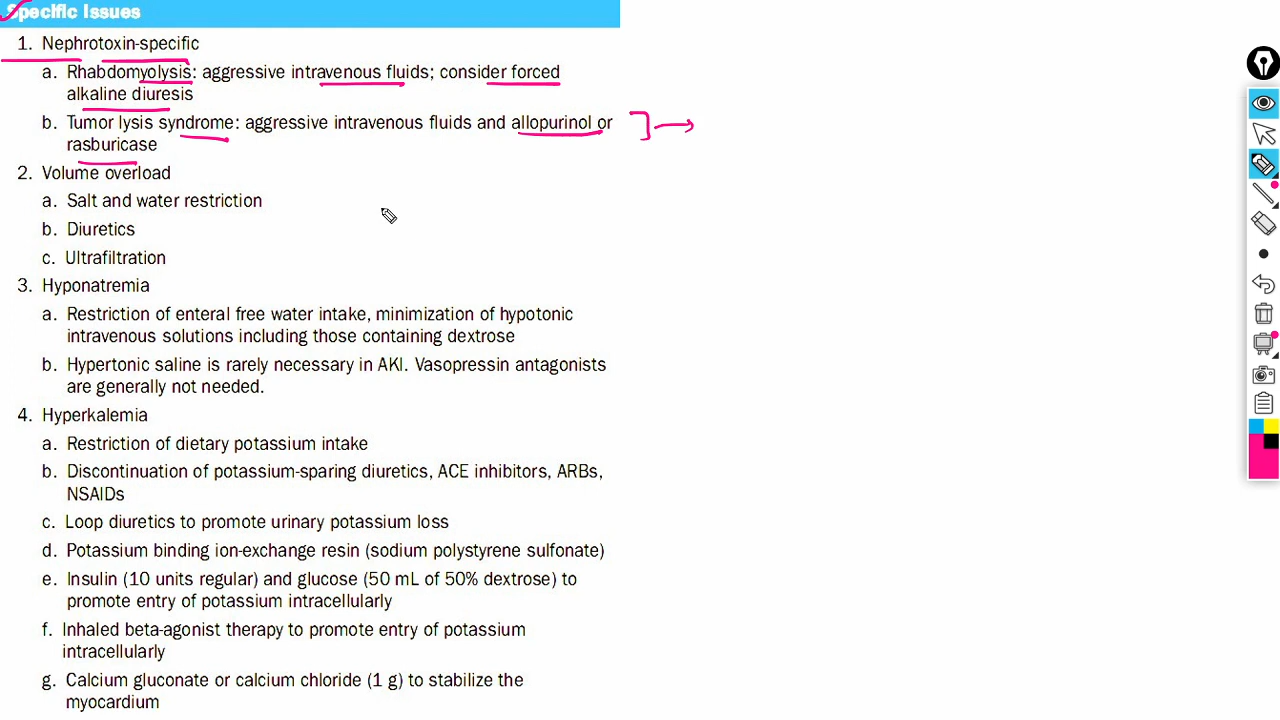 Specific Issues
1. Nephrotoxin-specific
a. Rhabdomyolysis: aggressive intravenous fluids; consider forced
alkaline diuresis
b. Tumor lysis syndrome: aggressive intravenous fluids and allopurinol or
rasburicase
2. Volume overload
a. Salt and water restriction
b. Diuretics
c. Ultrafiltration
3. Hyponatremia
a. Restriction of enteral free water intake, minimization of hypotonic
intravenous solutions including those containing dextrose
b. Hypertonic saline is rarely necessary in AKI. Vasopressin antagonists
are generally not needed.
4. Hyperkalemia
a. Restriction of dietary potassium intake
b. Discontinuation of potassium-sparing diuretics, ACE inhibitors, ARBs,
NSAIDs
c. Loop diuretics to promote urinary potassium loss
d. Potassium binding ion-exchange resin (sodium polystyrene sulfonate)
e. Insulin (10 units regular) and glucose (50 mL of 50% dextrose) to
promote entry of potassium intracellularly
f. Inhaled beta-agonist therapy to promote entry of potassium
intracellularly
g. Calcium gluconate or calcium chloride (1 g) to stabilize the
myocardium